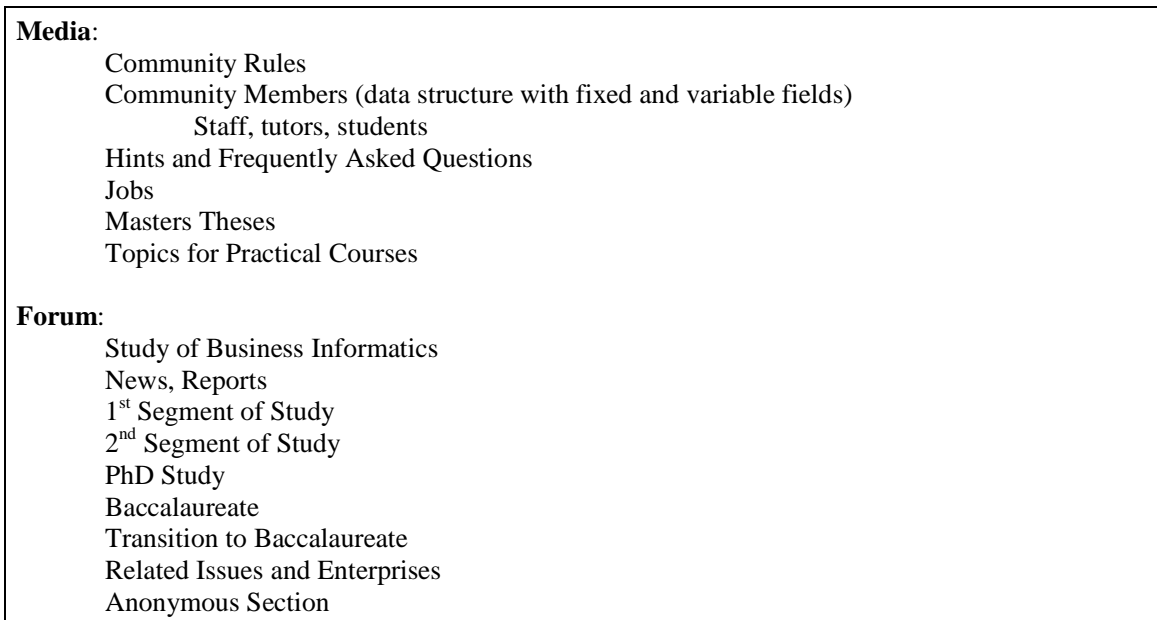 Media:
Community Rules
Community Members (data structure with fixed and variable fields)
Staff, tutors, students
Hints and Frequently Asked Questions
Jobs
Masters Theses
Topics for Practical Courses
Forum:
Study of Business Informatics
News, Reports
1st Segment of Study
2nd Segment of Study
PhD Study
Baccalaureate
Transition to Baccalaureate
Related Issues and Enterprises
Anonymous Section